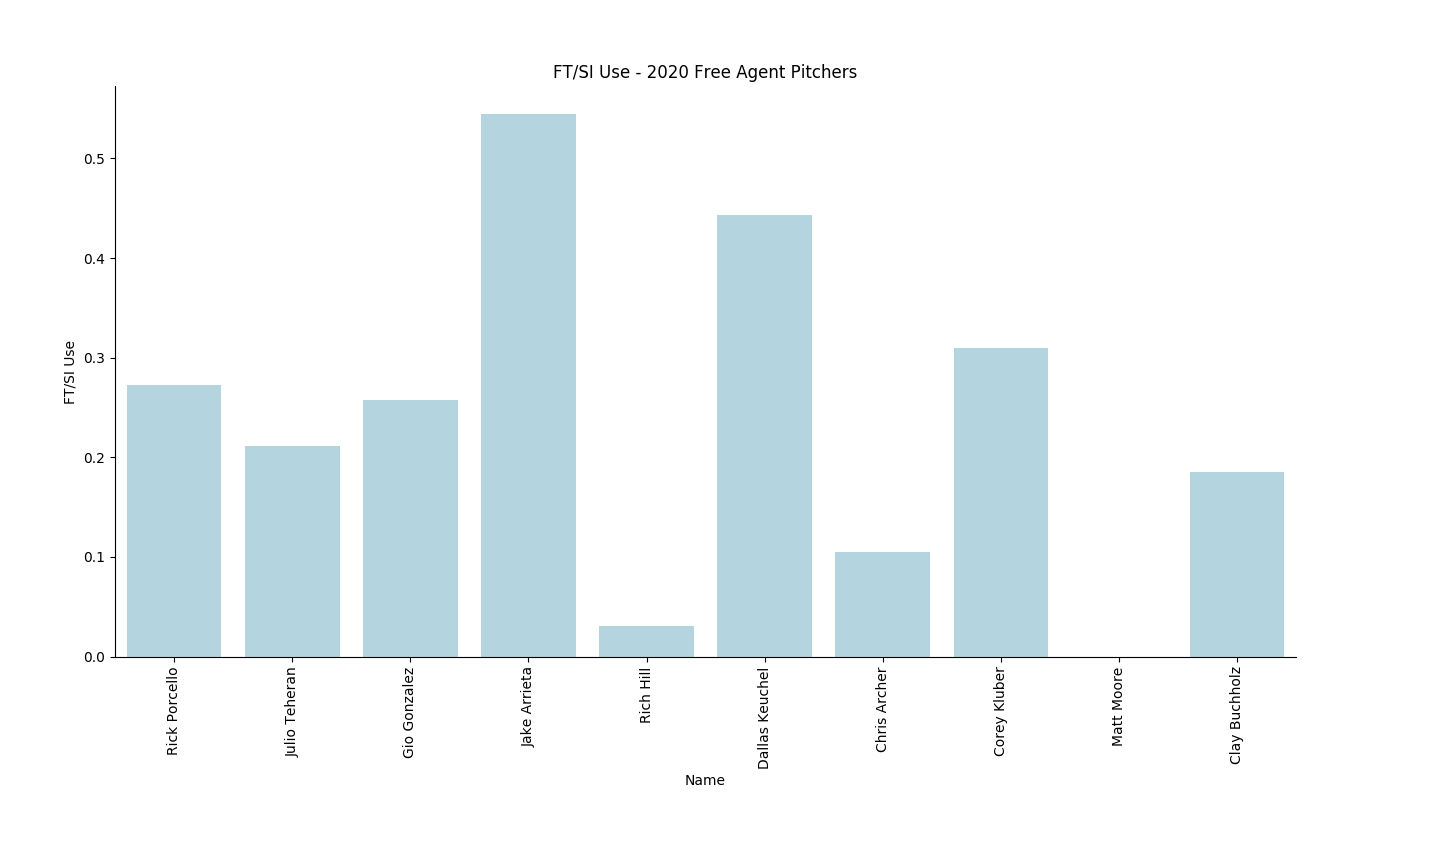 FT/SI Use - 2020 Free Agent Pitchers
FT/SI Use
0.5
0.4
0.3
0.2
0.1
0.0
Rick Porcello
Julio Teheran
Gio Gonzalez
Jake Arrieta
Rich Hill
Dallas Keuchel
Chris Archer
Corey Kluber
Matt Moore
Clay Buchholz
Name